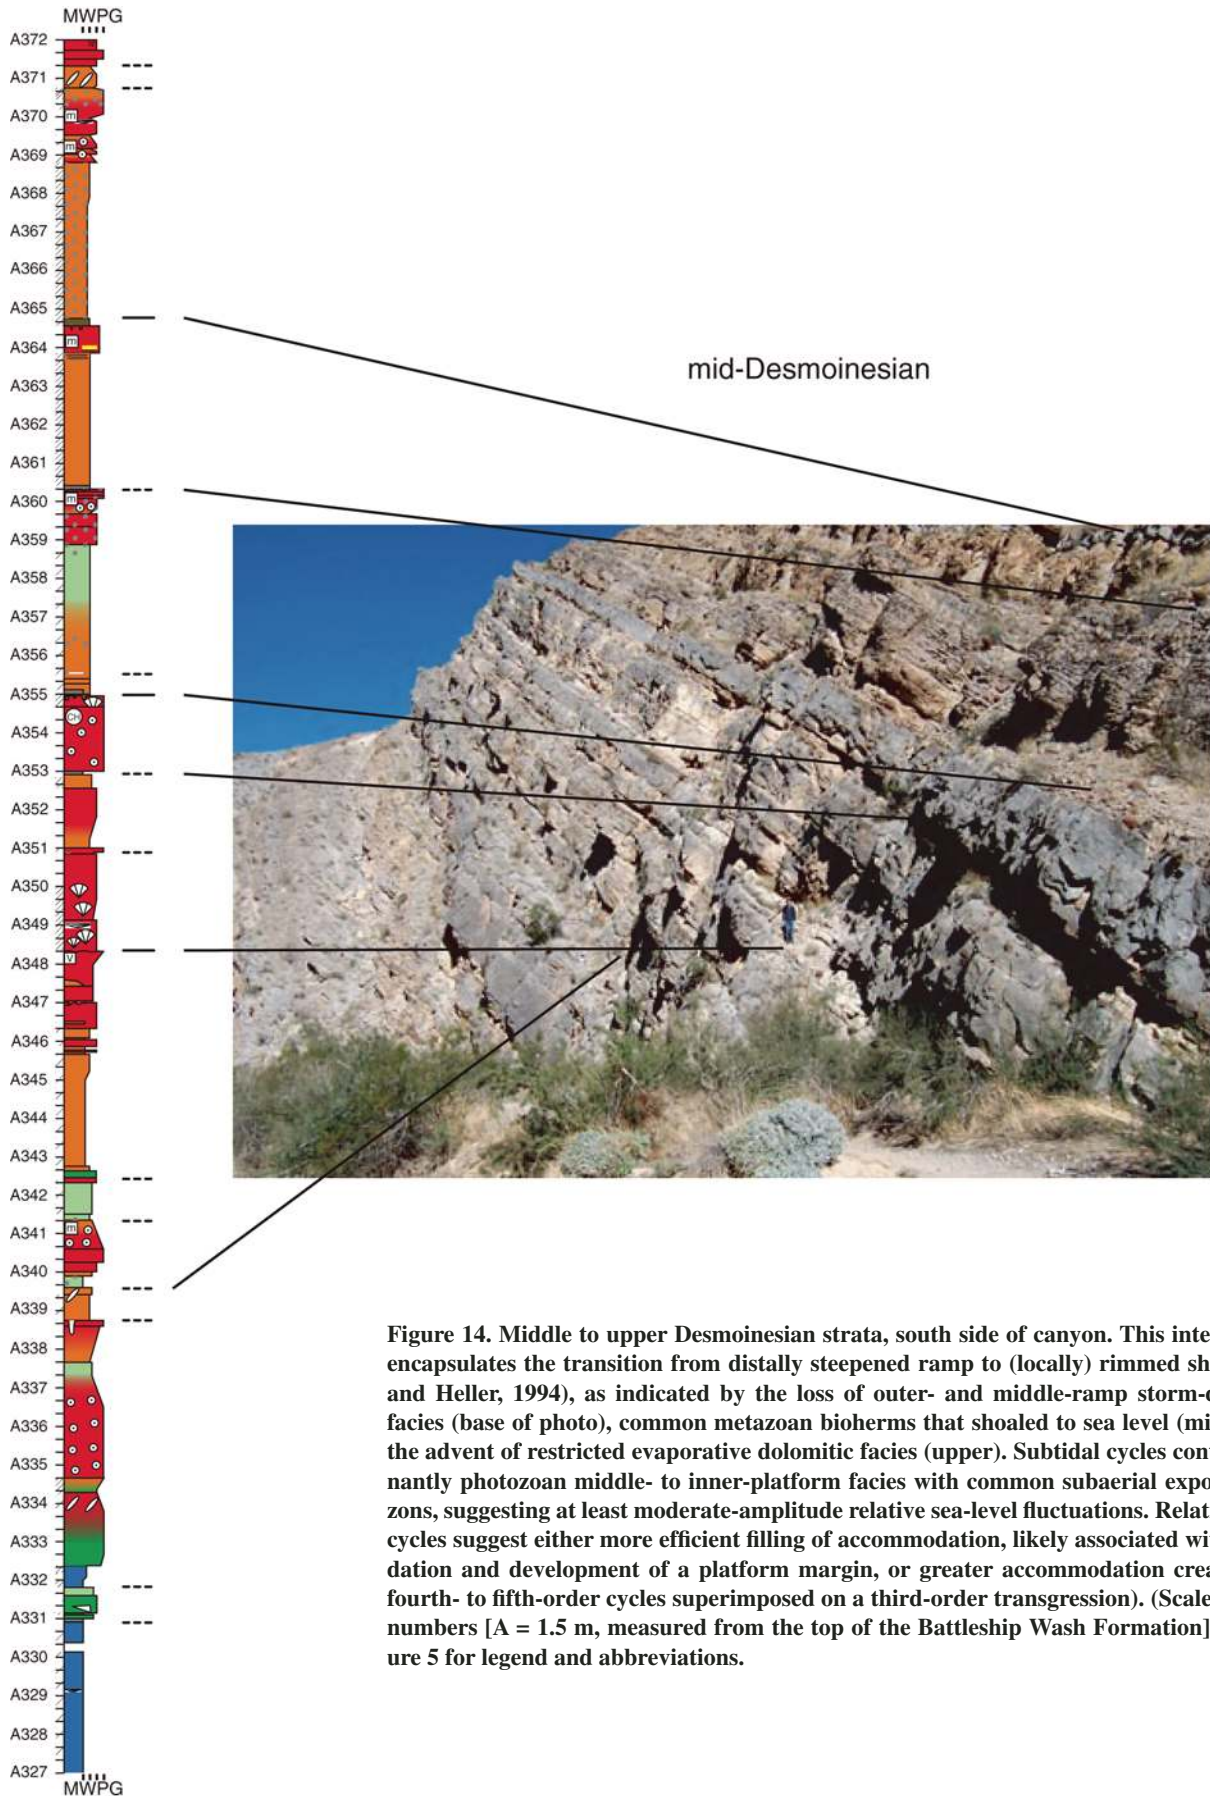 MWPG
A372
A371
A370
m
A369
m
A368
A367
A366
A365
A364
m
mid-Desmoinesian
A363
A362
A361
A360
m
A359
A358
A357
A356
A355
CH
A354
A353
A352
A351
A350
A349
A348
V
A347
A346
A345
A344
A343
A342
A341
m
A340
A339
A338
A337
A336
A335
A334
A333
A332
A331
A330
A329
A328
A327
MWPG
Figure 14. Middle to upper Desmoinesian strata, south side of canyon. This inte
encapsulates the transition from distally steepened ramp to (locally) rimmed sh
and Heller, 1994), as indicated by the loss of outer- and middle-ramp storm-
facies (base of photo), common metazoan bioherms that shoaled to sea level (mi
the advent of restricted evaporative dolomitic facies (upper). Subtidal cycles con
nantly photozoan middle- to inner-platform facies with common subaerial expo
zons, suggesting at least moderate-amplitude relative sea-level fluctuations. Relat
cycles suggest either more efficient filling of accommodation, likely associated wi
dation and development of a platform margin, or greater accommodation crea
fourth- to fifth-order cycles superimposed on a third-order transgression). (Scale
numbers [A = 1.5 m, measured from the top of the Battleship Wash Formation]
ure 5 for legend and abbreviations.